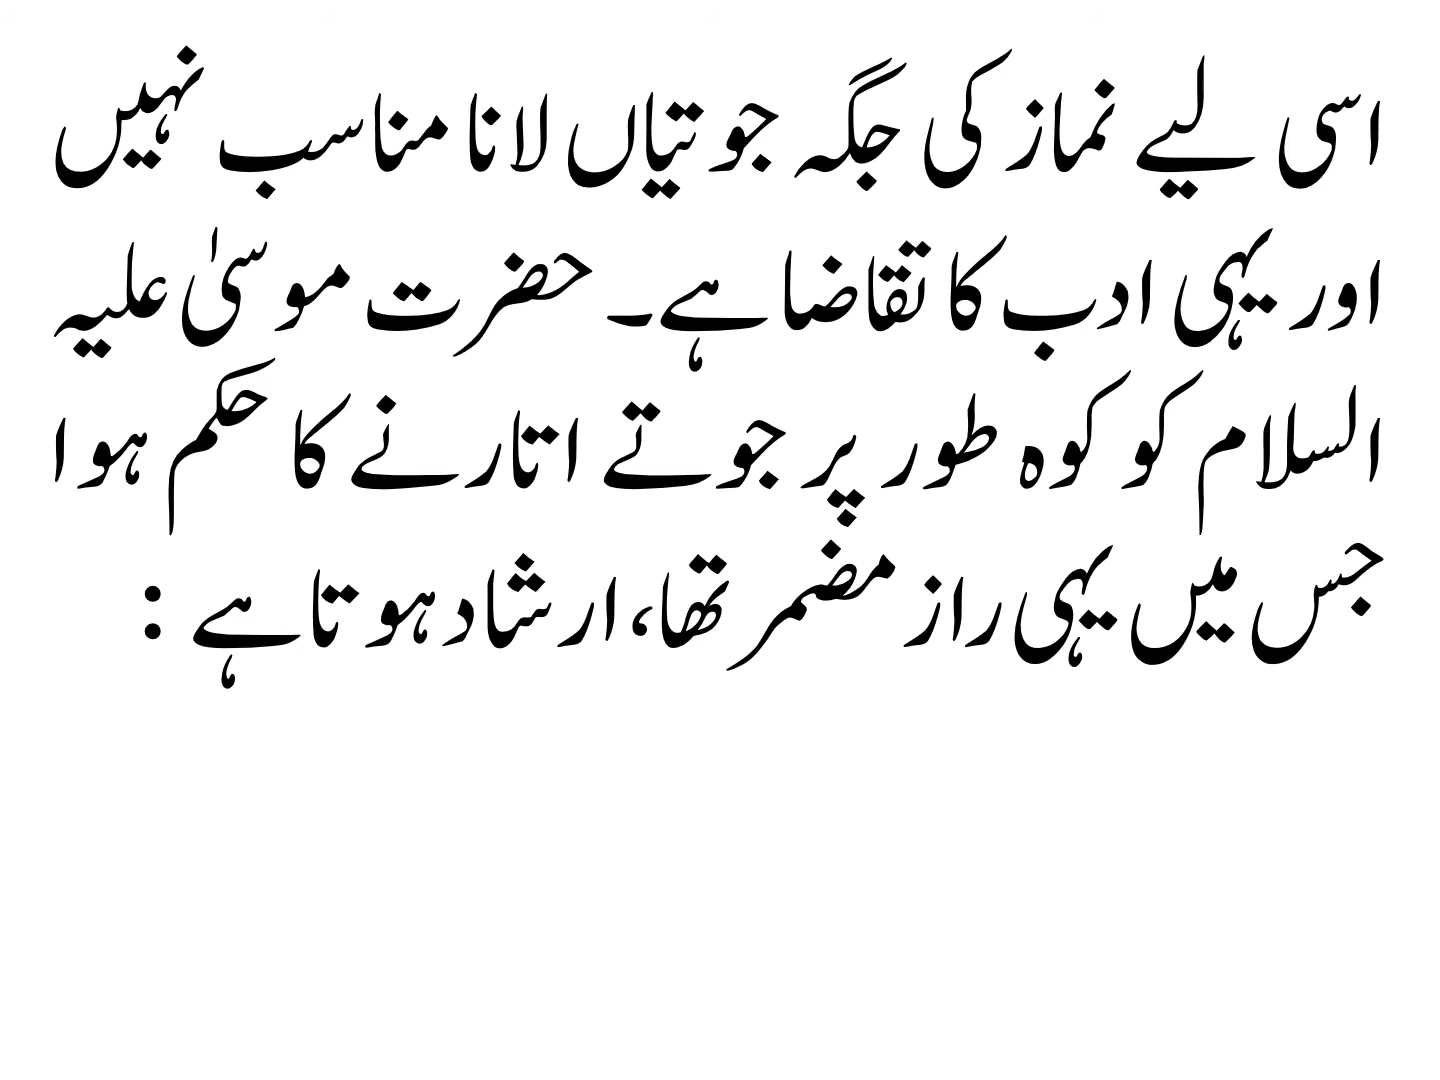 اسی لیے نماز کی جگہ جوتیاں لانا مناسب نہیں
اور یہی ادب کا تقاضا ہے۔ حضرت موسیٰ علیہ
السلام کو کوہ طور پر جوتے اتارنے کا حکم ہوا
جس میں یہی راز مضمر تھا، ارشاد ہوتا ہے :